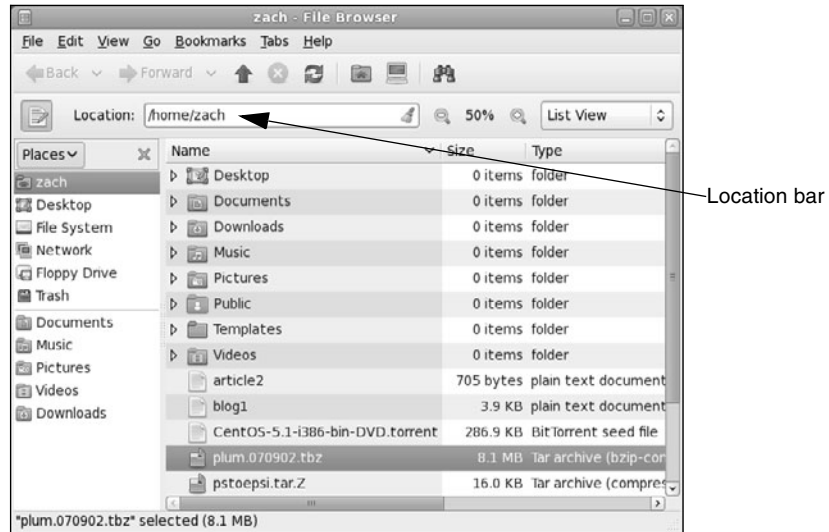 zach - File Browser
File Edit View Go Bookmarks Tabs Help
Back Forward
Location: /home/zach 50% List View
Places Name Size Type
zach
Desktop
File System
Network
Floppy Drive
Trash
Documents
Music
Pictures
Videos
Downloads
Desktop 0 items folder
Documents 0 items folder
Downloads 0 items folder
Music 0 items folder
Pictures 0 items folder
Public 0 items folder
Templates 0 items folder
Videos 0 items folder
article2 705 bytes plain text document
blog1 3.9 KB plain text document
CentOS-5.1-i386-bin-DVD.torrent 286.9 KB BitTorrent seed file
plum.070902.tbz 8.1 MB Tar archive (bzip-con
pstoepsi.tar.Z 16.0 KB Tar archive (compres
"plum.070902.tbz" selected (8.1 MB)
Location bar